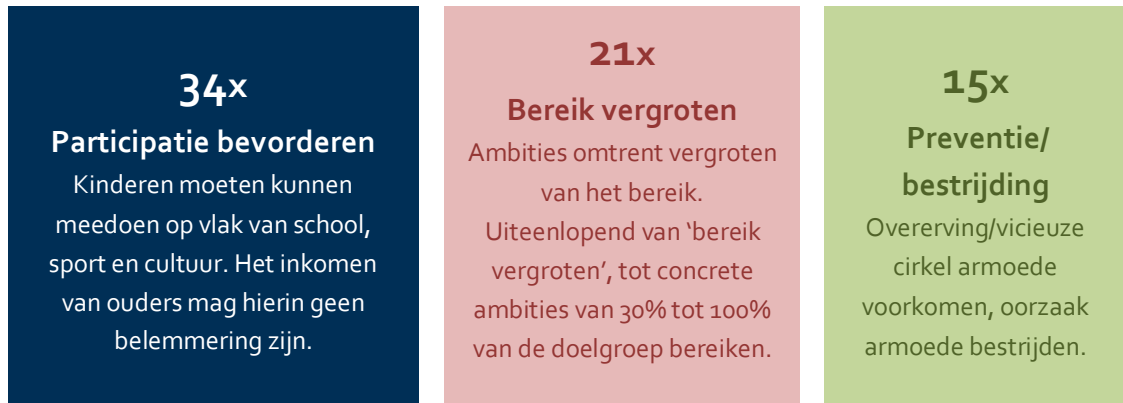 34x
Participatie bevorderen
Kinderen moeten kunnen
meedoen op vlak van school,
sport en cultuur. Het inkomen
van ouders mag hierin geen
belemmering zijn.
21x
Bereik vergroten
Ambities omtrent vergroten
van het bereik.
Uiteenlopend van ‘bereik
vergroten’, tot concrete
ambities van 30% tot 100%
van de doelgroep bereiken.
15x
Preventie/
bestrijding
Overerving/vicieuze
cirkel armoede
voorkomen, oorzaak
armoede bestrijden.